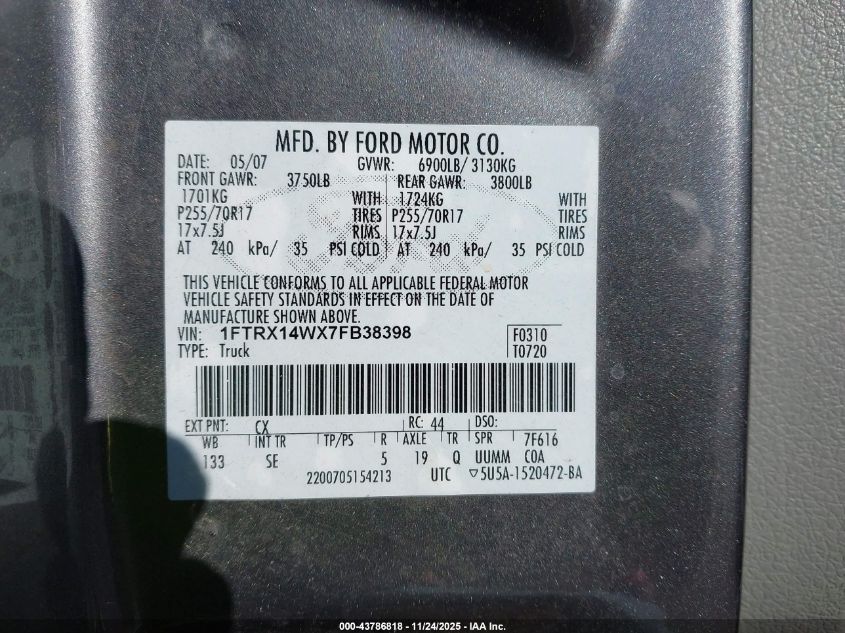 MFD. BY FORD MOTOR CO.
DATE: 05/07 GVWR: 6900LB/ 3130KG
FRONT GAWR: 3750LB REAR GAWR: 3800LB
1701KG WITH 1724KG WITH
P255/70R17 TIRES P255/70R17 TIRES
17x7.5J RIMS 17x7.5J RIMS
AT 240 kPa/ 35 PSI COLD AT 240 kPa/ 35 PSI COLD
THIS VEHICLE CONFORMS TO ALL APPLICABLE FEDERAL MOTOR
VEHICLE SAFETY STANDARDS IN EFFECT ON THE DATE OF
MANUFACTURE SHOWN ABOVE.
VIN: 1FTRX14WX7FB38398 F0310
TYPE: Truck T0720
EXT PNT: CX RC: 44 DSO:
WB INT TR TP/PS R AXLE TR SPR 7F616
133 SE 5 19 Q UUMM COA
2200705154213 UTC ▽5U5A-1520472-BA
000-43786818 - 11/24/2025 - IAA Inc.